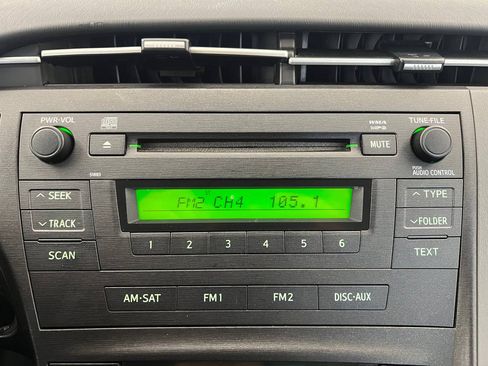 PWR·VOL
TUNE·FILE
WMA
MP3
MUTE
PUSH
AUDIO CONTROL
SEEK
TRACK
SCAN
FM2 CH4 105.1
TYPE
FOLDER
TEXT
1 2 3 4 5 6
AM·SAT FM1 FM2 DISC·AUX